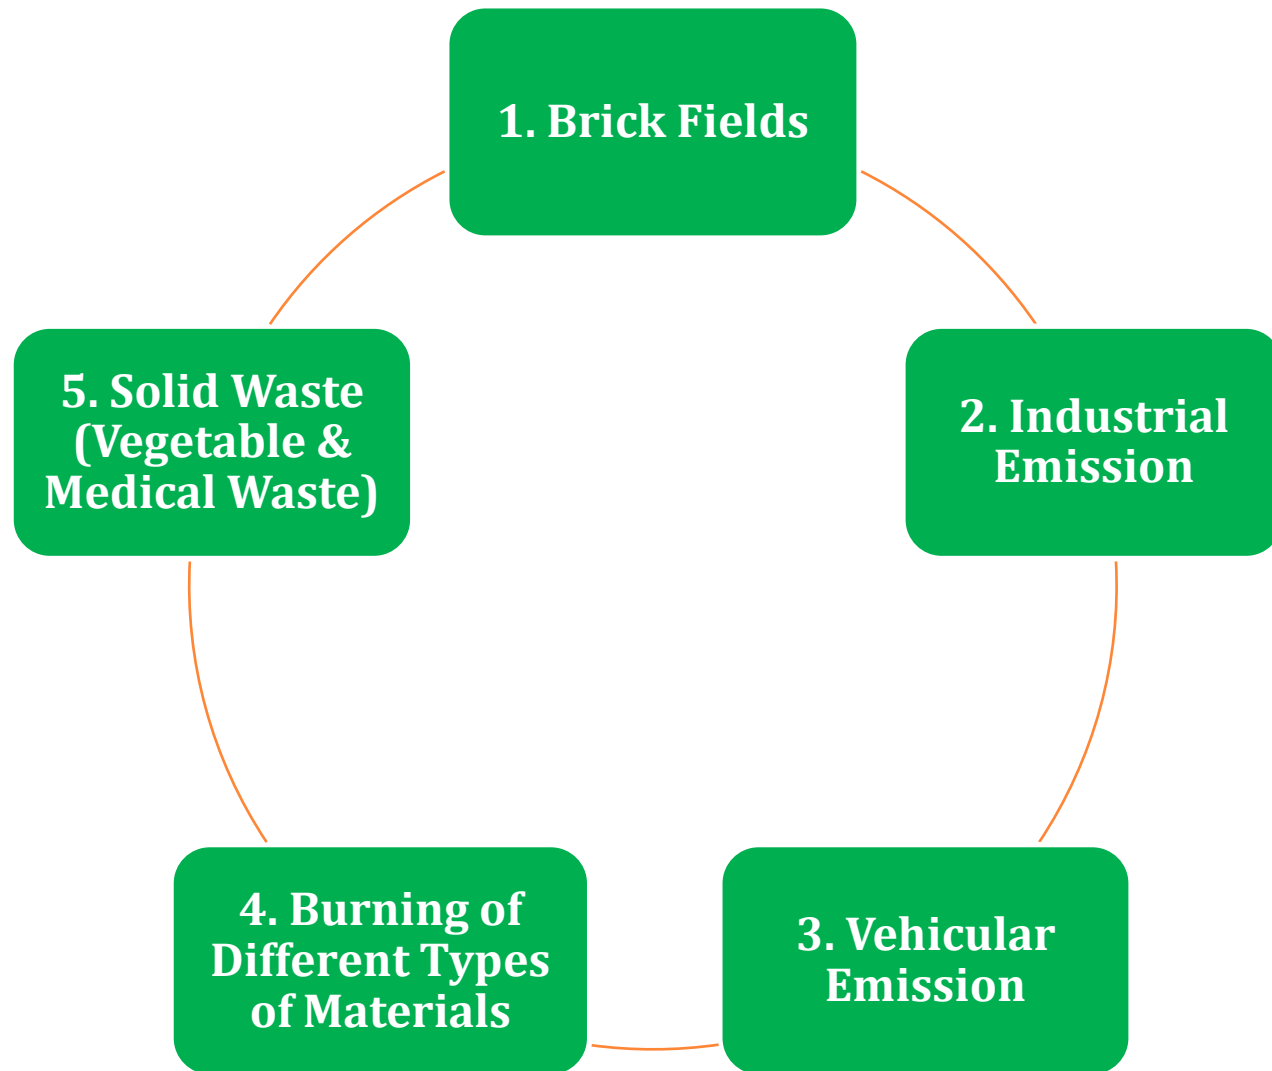 1. Brick Fields
2. Industrial
Emission
3. Vehicular
Emission
4. Burning of
Different Types
of Materials
5. Solid Waste
(Vegetable &
Medical Waste)